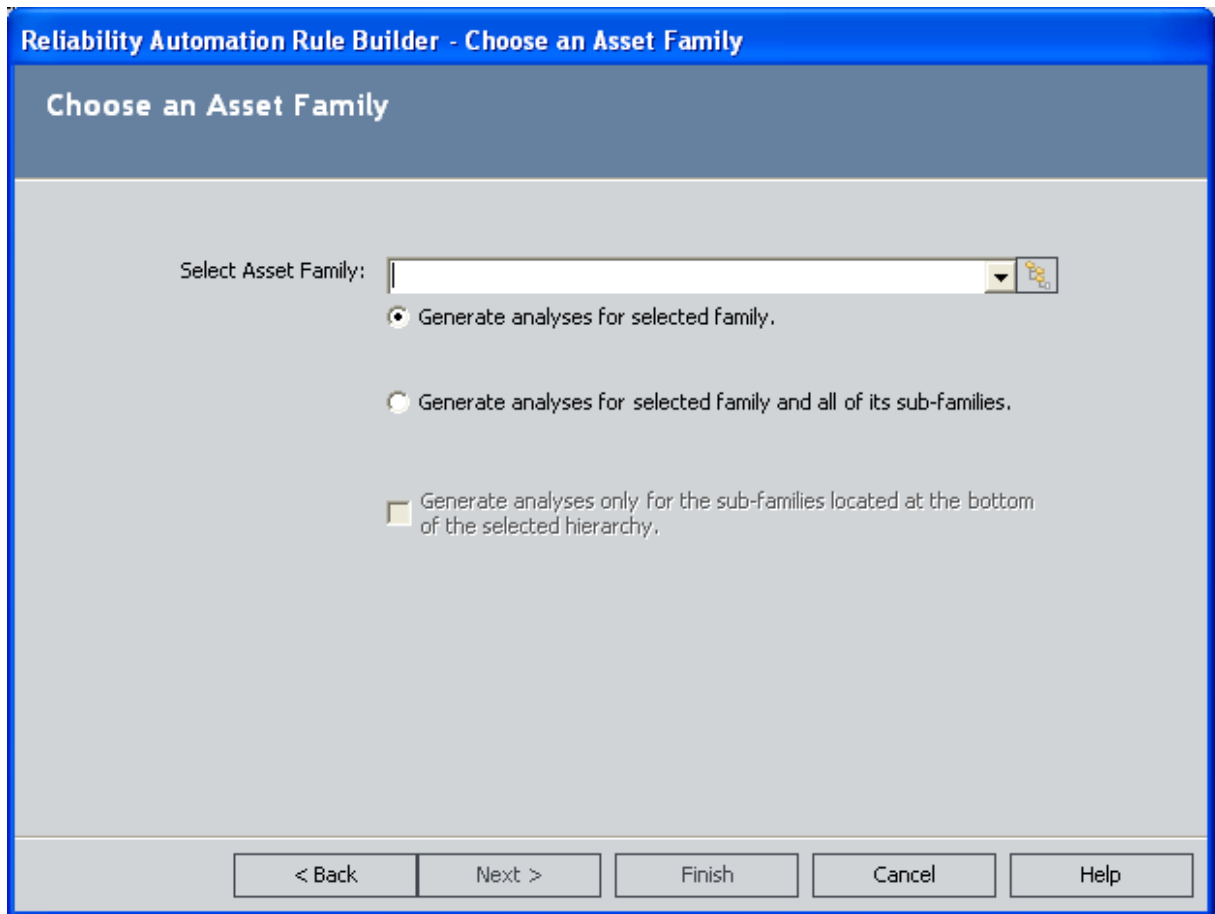 Reliability Automation Rule Builder - Choose an Asset Family
Choose an Asset Family
Select Asset Family:
Generate analyses for selected family.
Generate analyses for selected family and all of its sub-families.
Generate analyses only for the sub-families located at the bottom
of the selected hierarchy.
< Back
Next >
Finish
Cancel
Help